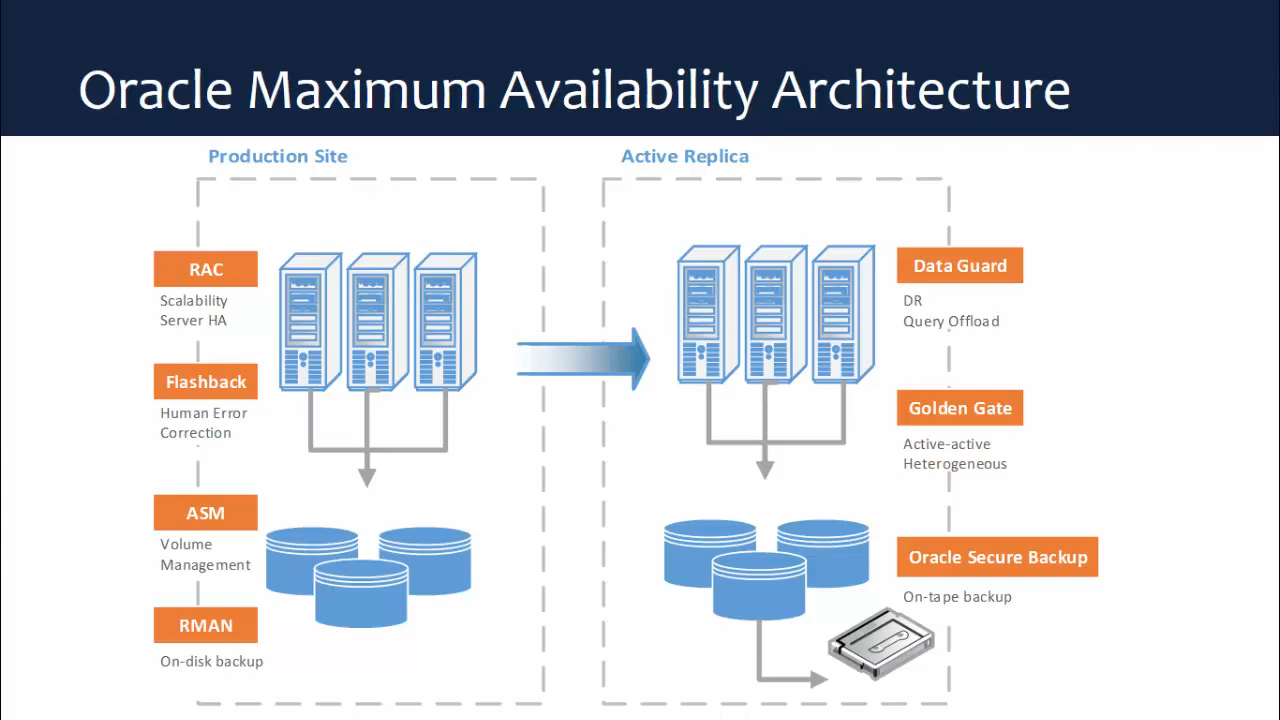 Oracle Maximum Availability Architecture
Production Site
RAC
Scalability
Server HA
Flashback
Human Error
Correction
ASM
Volume
Management
RMAN
On-disk backup
Active Replica
Data Guard
DR
Query Offload
Golden Gate
Active-active
Heterogeneous
Oracle Secure Backup
On-tape backup